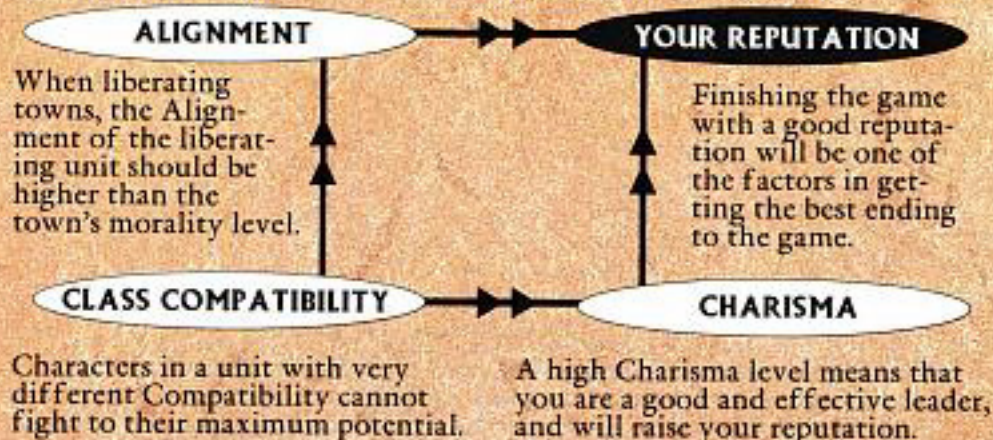 ALIGNMENT
YOUR REPUTATION
When liberating
towns, the Align-
ment of the liberat-
ing unit should be
higher than the
town's morality level.
Finishing the game
with a good reputa-
tion will be one of
the factors in get-
ting the best ending
to the game.
CLASS COMPATIBILITY
CHARISMA
Characters in a unit with very
different Compatibility cannot
fight to their maximum potential.
A high Charisma level means that
you are a good and effective leader,
and will raise your reputation.